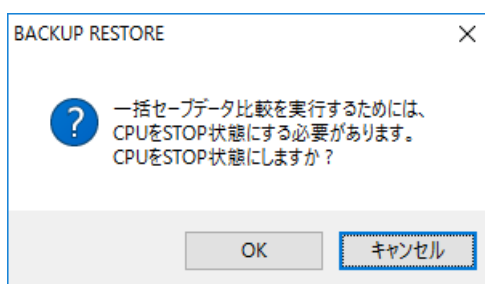 BACKUP RESTORE
一括セーブデータ比較を実行するためには、
CPUをSTOP状態にする必要があります。
CPUをSTOP状態にしますか？
OK
キャンセル